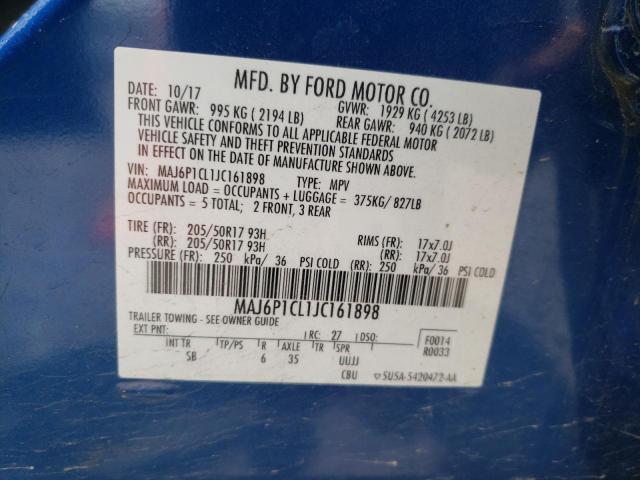 MFD. BY FORD MOTOR CO.
DATE: 10/17 GVWR: 1929 KG ( 4253 LB)
FRONT GAWR: 995 KG ( 2194 LB) REAR GAWR: 940 KG ( 2072 LB)
THIS VEHICLE CONFORMS TO ALL APPLICABLE FEDERAL MOTOR
VEHICLE SAFETY AND THEFT PREVENTION STANDARDS
IN EFFECT ON THE DATE OF MANUFACTURE SHOWN ABOVE.
VIN: MAJ6P1CL1JC161898 TYPE: MPV
MAXIMUM LOAD = OCCUPANTS + LUGGAGE = 375KG/ 827LB
OCCUPANTS = 5 TOTAL; 2 FRONT, 3 REAR
TIRE (FR): 205/50R17 93H RIMS (FR): 17x7.0J
(RR): 205/50R17 93H (RR): 17x7.0J
PRESSURE (FR): 250 kPa/ 36 PSI COLD (RR): 250 kPa/ 36 PSI COLD
MAJ6P1CL1JC161898
TRAILER TOWING - SEE OWNER GUIDE
EXT PNT: RC: 27 DSO: F0014
R0033
INT TR TP/PS R AXLE TR SPR
SB 6 35 UUJJ
CBU 5U5A-5420472-AA